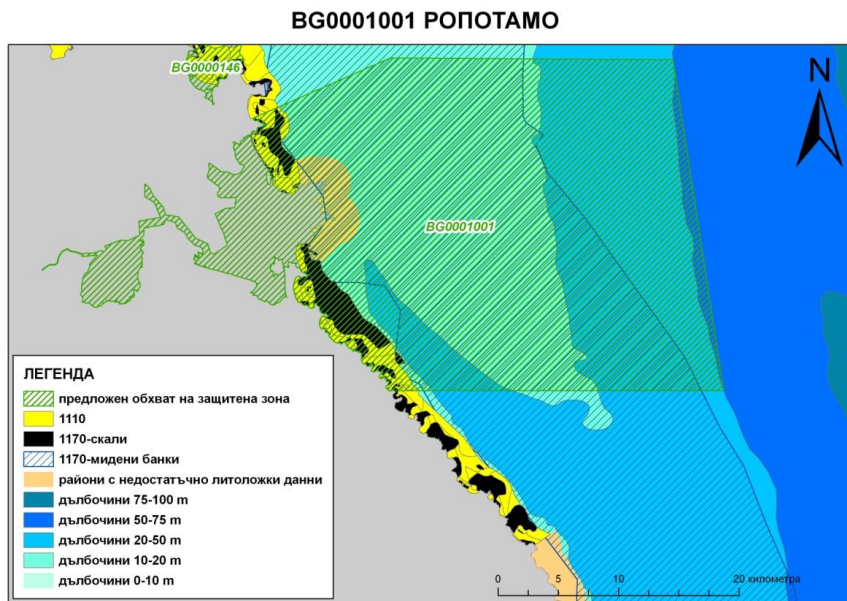 BG0001001 РОПОТАМО
BG0000146
N
BG0001001
ЛЕГЕНДА
предложен обхват на защитена зона
1110
1170-скали
1170-мидени банки
райони с недостатъчно литоложки данни
дълбочини 75-100 m
дълбочини 50-75 m
дълбочини 20-50 m
дълбочини 10-20 m
дълбочини 0-10 m
0 5 10 20 километра